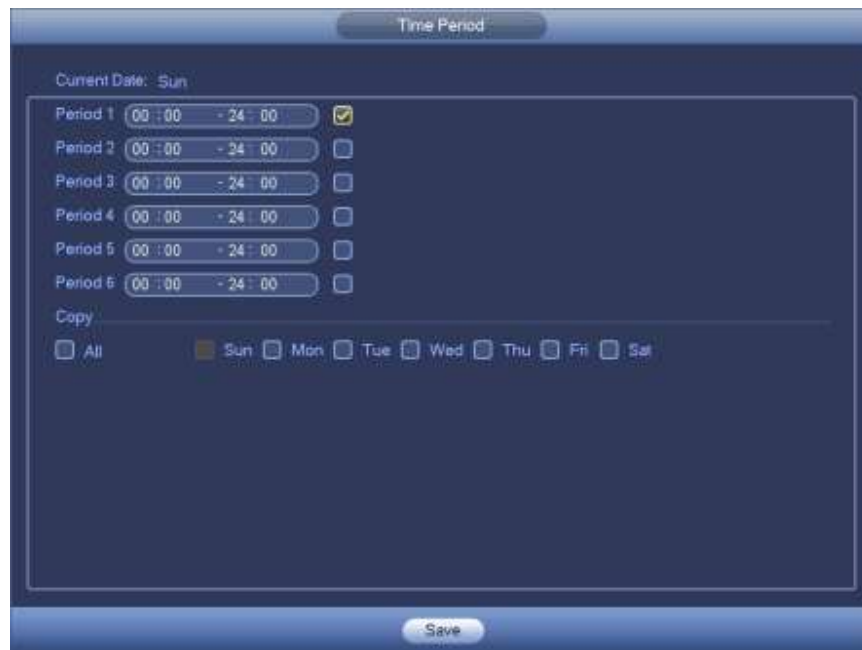 Time Period
Current Date: Sun
Period 1 00 : 00 - 24 : 00
Period 2 00 : 00 - 24 : 00
Period 3 00 : 00 - 24 : 00
Period 4 00 : 00 - 24 : 00
Period 5 00 : 00 - 24 : 00
Period 6 00 : 00 - 24 : 00
Copy
All Sun Mon Tue Wed Thu Fri Sat
Save